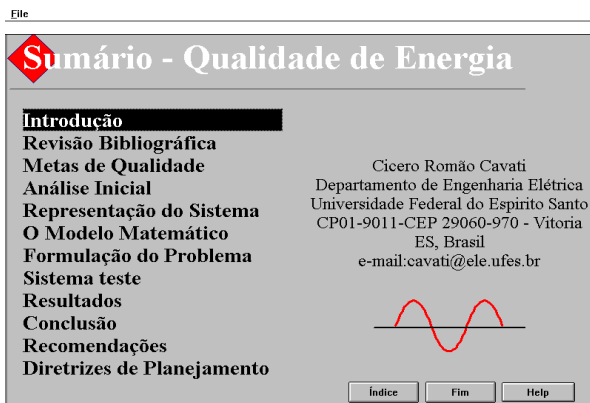 File
Sumário - Qualidade de Energia
Introdução
Revisão Bibliográfica
Metas de Qualidade
Análise Inicial
Representação do Sistema
O Modelo Matemático
Formulação do Problema
Sistema teste
Resultados
Conclusão
Recomendações
Diretrizes de Planejamento
Cicero Romão Cavati
Departamento de Engenharia Elétrica
Universidade Federal do Espirito Santo
CP01-9011-CEP 29060-970 - Vitoria
ES, Brasil
e-mail:cavati@ele.ufes.br
Índice
Fim
Help